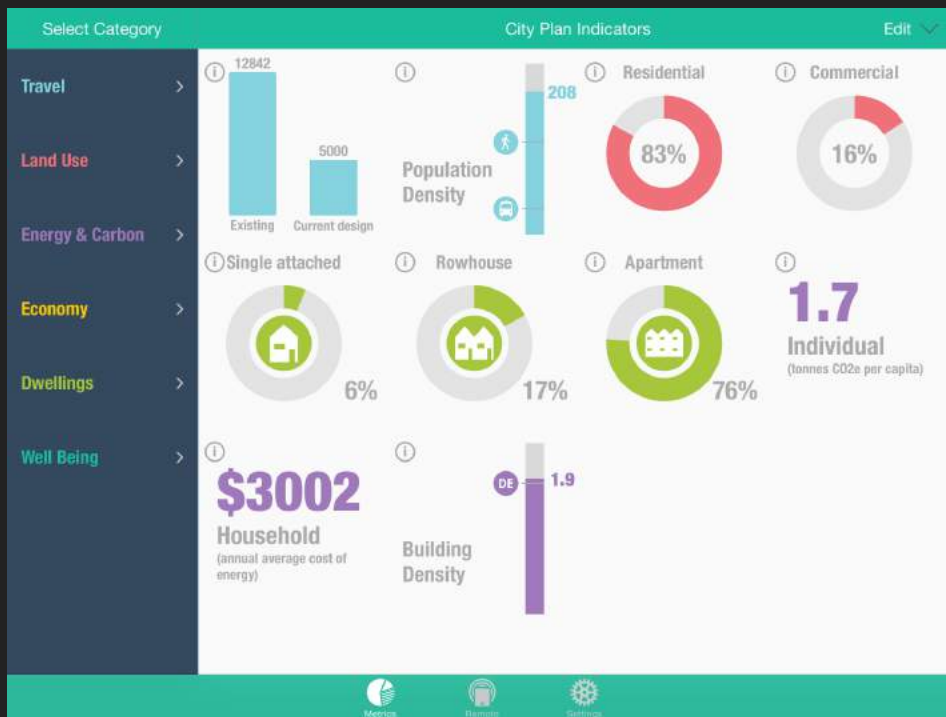 Select Category
City Plan Indicators
Edit
Travel
Land Use
Energy & Carbon
Economy
Dwellings
Well Being
12842
5000
Existing
Current design
Population
Density
208
Residential
83%
Commercial
16%
Single attached
6%
Rowhouse
17%
Apartment
76%
1.7
Individual
(tonnes CO2e per capita)
$3002
Household
(annual average cost of
energy)
Building
Density
DE
1.9
Metrics
Remote
Settings